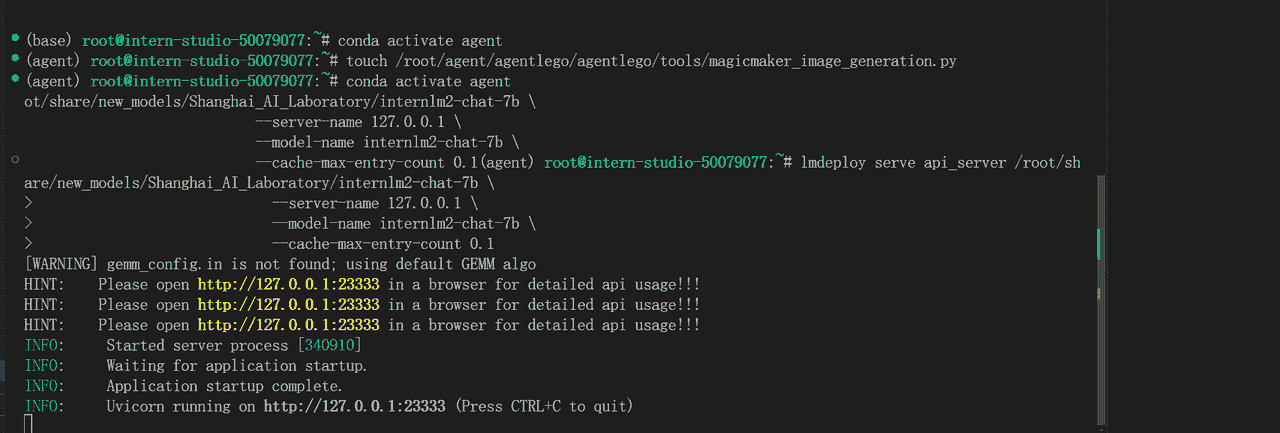 (base) root@intern-studio-50079077:~# conda activate agent
(agent) root@intern-studio-50079077:~# touch /root/agent/agentlego/agentlego/tools/magicmaker_image_generation.py
(agent) root@intern-studio-50079077:~# conda activate agent
ot/share/new_models/Shanghai_AI_Laboratory/internlm2-chat-7b \
--server-name 127.0.0.1 \
--model-name internlm2-chat-7b \
--cache-max-entry-count 0.1(agent) root@intern-studio-50079077:~# lmdeploy serve api_server /root/sh
are/new_models/Shanghai_AI_Laboratory/internlm2-chat-7b \
> --server-name 127.0.0.1 \
> --model-name internlm2-chat-7b \
> --cache-max-entry-count 0.1
[WARNING] gemm_config.in is not found; using default GEMM algo
HINT: Please open http://127.0.0.1:23333 in a browser for detailed api usage!!!
HINT: Please open http://127.0.0.1:23333 in a browser for detailed api usage!!!
HINT: Please open http://127.0.0.1:23333 in a browser for detailed api usage!!!
INFO: Started server process [340910]
INFO: Waiting for application startup.
INFO: Application startup complete.
INFO: Uvicorn running on http://127.0.0.1:23333 (Press CTRL+C to quit)